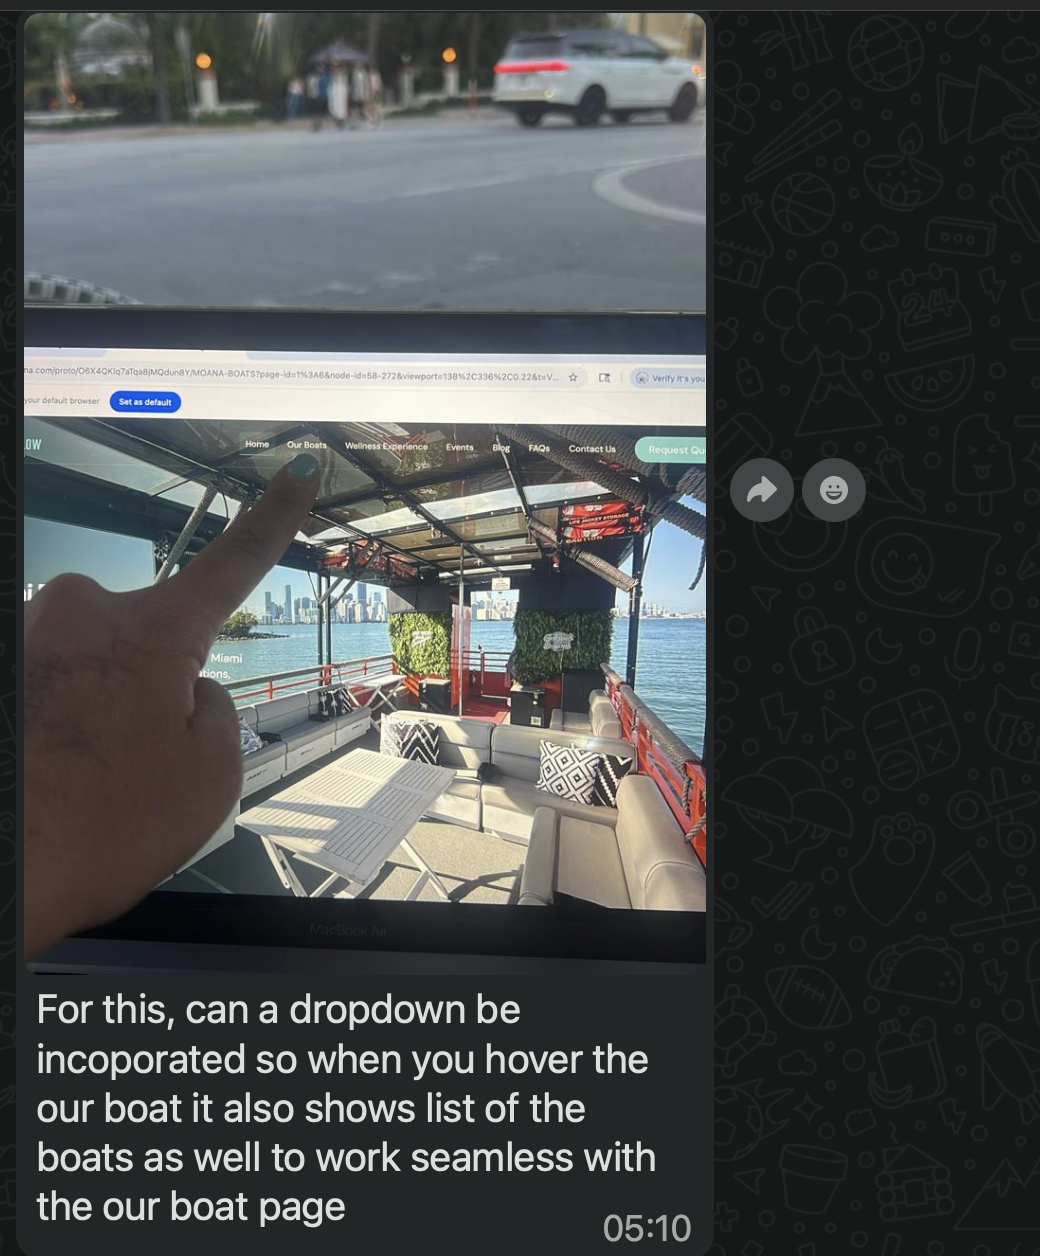 na.com/proto/O6X4QKlq7aTqa8jMQdun8Y/MOANA-BOATS?page-id=1%3A6&node-id=58-272&viewport=138%2C336%2C0.22&t=V...
Verify it's you
your default browser
Set as default
LOW
Home
Our Boats
Wellness Experience
Events
Blog
FAQs
Contact Us
Request Qu
LIFE JACKET STORAGE
CAUTION
Miami
tions,
MacBook Air
For this, can a dropdown be
incoporated so when you hover the
our boat it also shows list of the
boats as well to work seamless with
the our boat page
05:10